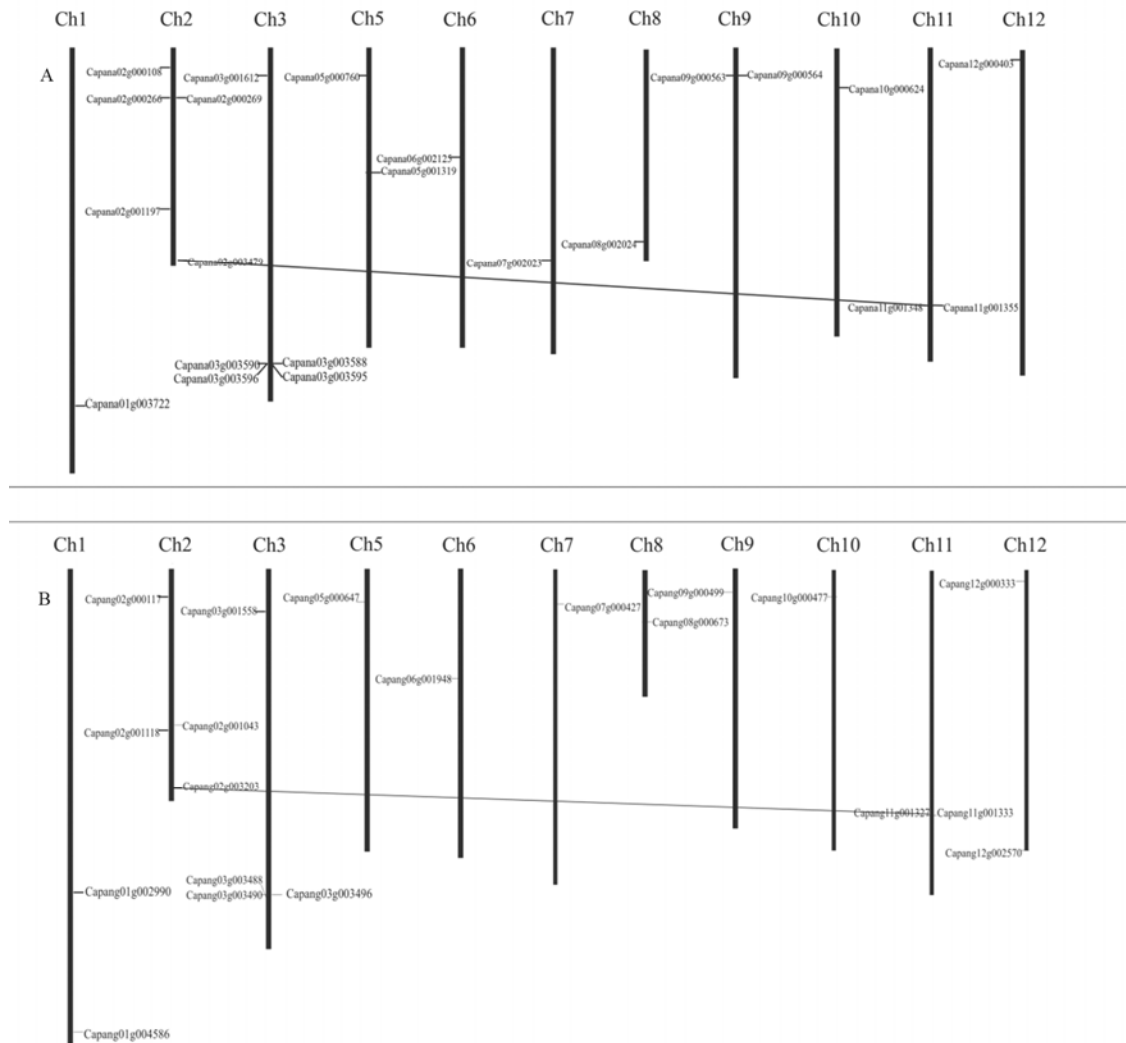 Ch1 Ch2 Ch3 Ch5 Ch6 Ch7 Ch8 Ch9 Ch10 Ch11 Ch12
A
Capana12g000403
Capana02g000108
Capana03g001612
Capana05g000760
Capana09g000563
Capana09g000564
Capana10g000624
Capana02g000266
Capana02g000269
Capana06g002125
Capana05g001319
Capana02g001197
Capana08g002024
Capana02g003479
Capana07g002023
Capana11g001348
Capana11g001355
Capana03g003590
Capana03g003588
Capana03g003596
Capana03g003595
Capana01g003722
Ch1 Ch2 Ch3 Ch5 Ch6 Ch7 Ch8 Ch9 Ch10 Ch11 Ch12
B
Capang12g000333
Capang02g000117
Capang03g001558
Capang05g000647
Capang07g000427
Capang09g000499
Capang08g000673
Capang10g000477
Capang06g001948
Capang02g001043
Capang02g001118
Capang02g003203
Capang11g001327
Capang11g001333
Capang12g002570
Capang03g003488
Capang03g003490
Capang03g003496
Capang01g002990
Capang01g004586